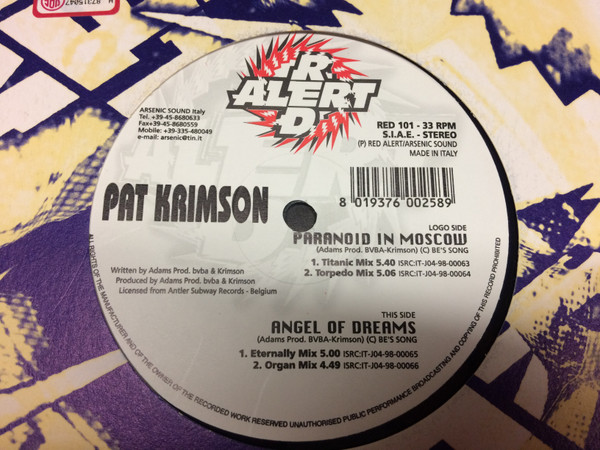 R
ALERT
D
ARSENIC SOUND Italy
Tel. +39-45-8680633
Fax+39-45-8680559
Mobile: +39-335-480049
e-mail: arsenic@tin.it
RED 101 - 33 RPM
S.I.A.E. - STEREO
(P) RED ALERT/ARSENIC SOUND
MADE IN ITALY
8 019376 002589
PAT KRIMSON
LOGO SIDE
PARANOID IN MOSCOW
(Adams Prod. BVBA-Krimson) (C) BE'S SONG
1. Titanic Mix 5.40 ISRC:IT-J04-98-00063
2. Torpedo Mix 5.06 ISRC:IT-J04-98-00064
Written by Adams Prod. bvba & Krimson
Produced by Adams Prod. bvba & Krimson
Licensed from Antler Subway Records - Belgium
THIS SIDE
ANGEL OF DREAMS
(Adams Prod. BVBA-Krimson) (C) BE'S SONG
1. Eternally Mix 5.00 ISRC:IT-J04-98-00065
2. Organ Mix 4.49 ISRC:IT-J04-98-00066
ALL RIGHTS OF THE MANUFACTURER AND OF THE OWNER OF THE RECORDED WORK RESERVED UNAUTHORISED PUBLIC PERFORMANCE BROADCASTING AND COPYING OF THIS RECORD PROHIBITED